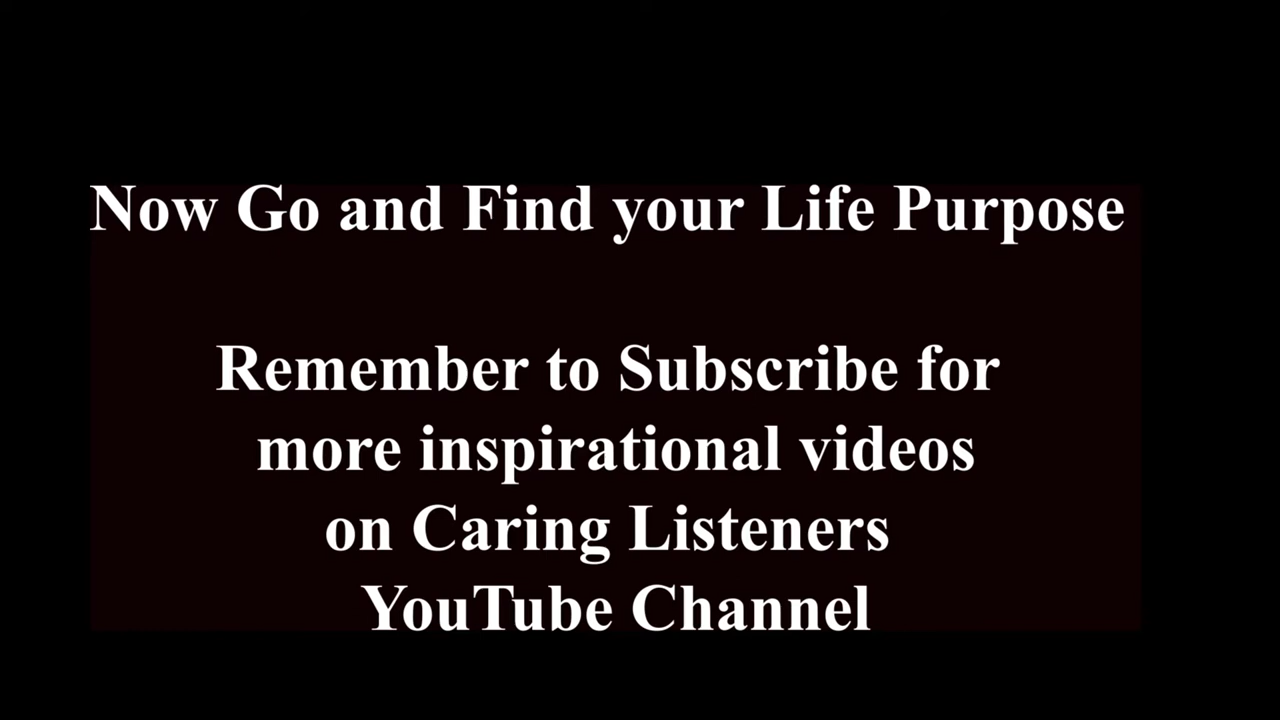 Now Go and Find your Life Purpose
Remember to Subscribe for
more inspirational videos
on Caring Listeners
YouTube Channel